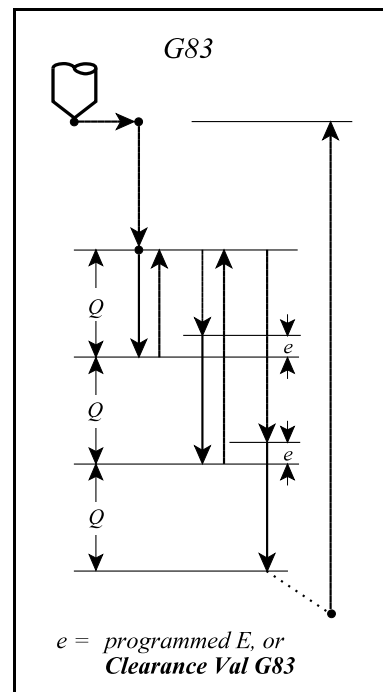 G83
Q
e
Q
e
Q
e = programmed E, or
Clearance Val G83